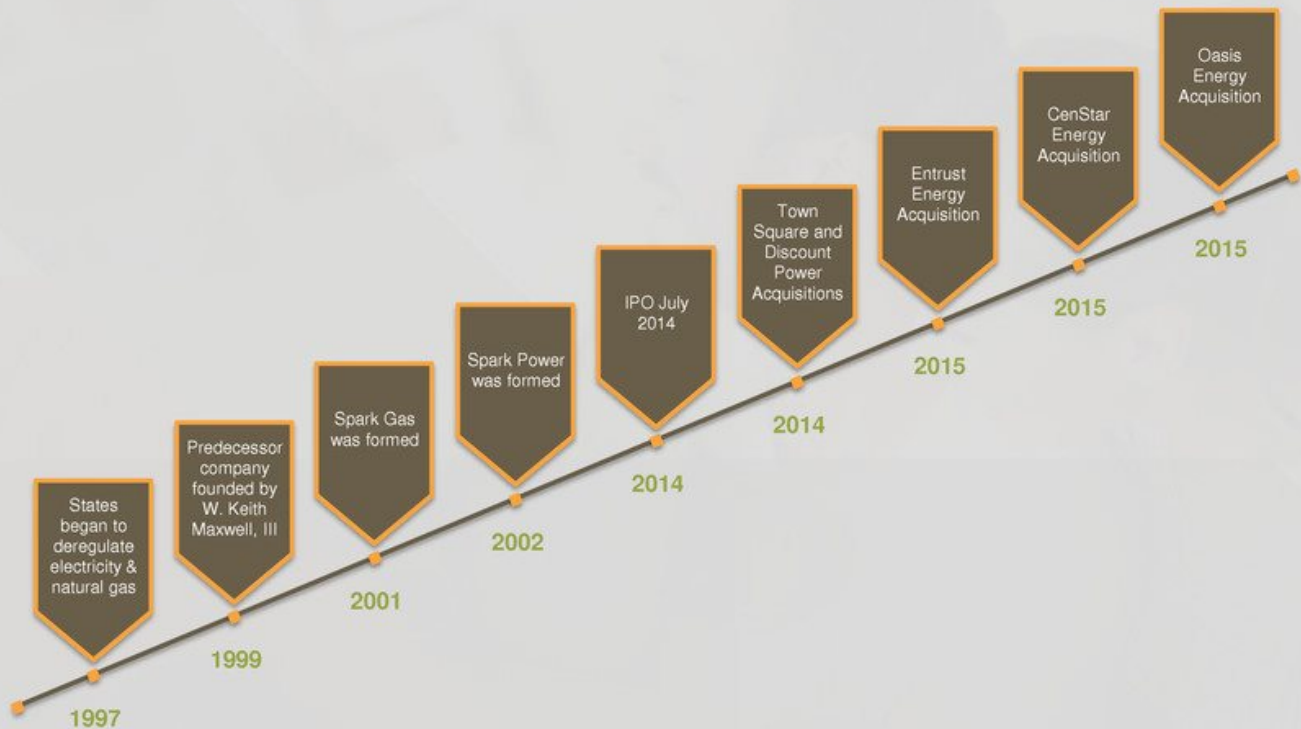 States
began to
deregulate
electricity &
natural gas
1997
Predecessor
company
founded by
W. Keith
Maxwell, III
1999
Spark Gas
was formed
2001
Spark Power
was formed
2002
IPO July
2014
2014
Town
Square and
Discount
Power
Acquisitions
2014
Entrust
Energy
Acquisition
2015
CenStar
Energy
Acquisition
2015
Oasis
Energy
Acquisition
2015